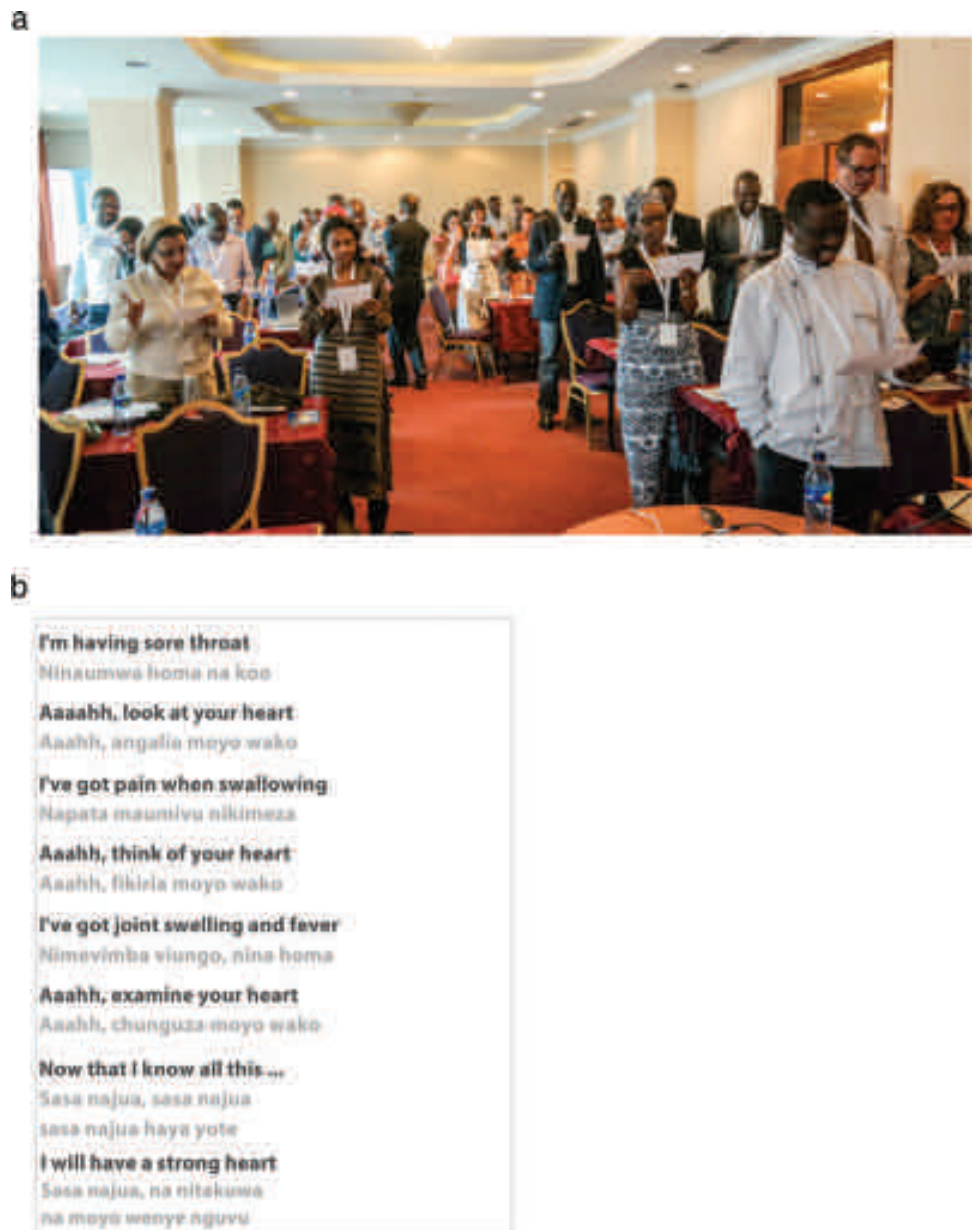 a
b
I'm having sore throat
Ninaumwa homa na koo
Aaaahh, look at your heart
Aaahh, angalia moyo wako
I've got pain when swallowing
Napata maumivu nikimeza
Aaahh, think of your heart
Aaahh, fikiria moyo wako
I've got joint swelling and fever
Nimevimba viungo, nina homa
Aaahh, examine your heart
Aaahh, chunguza moyo wako
Now that I know all this ...
Sasa najua, sasa najua
sasa najua haya yote
I will have a strong heart
Sasa najua, na nitakuwa
na moyo wenye nguvu